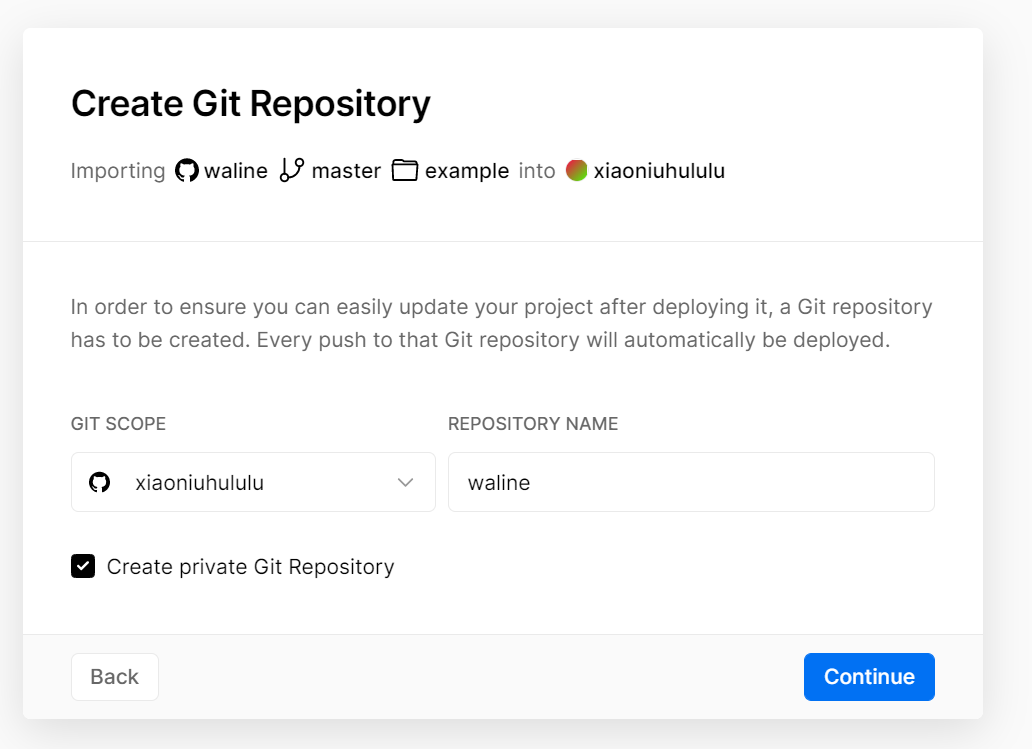 Create Git Repository
Importing waline master example into xiaoniuhululu
In order to ensure you can easily update your project after deploying it, a Git repository
has to be created. Every push to that Git repository will automatically be deployed.
GIT SCOPE REPOSITORY NAME
xiaoniuhululu waline
Create private Git Repository
Back Continue